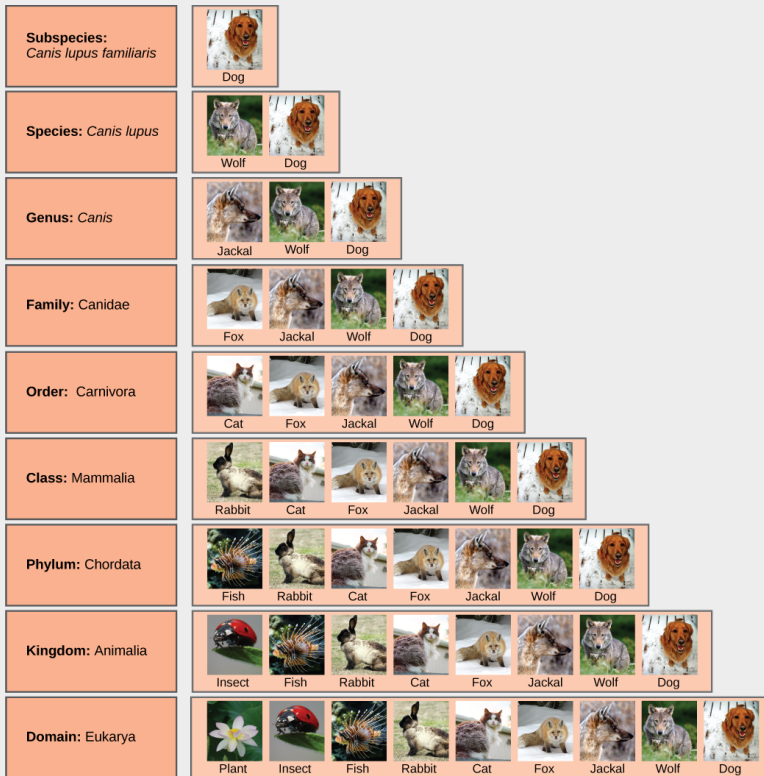 Subspecies:
Canis lupus familiaris
Dog
Species: Canis lupus
Wolf Dog
Genus: Canis
Jackal Wolf Dog
Family: Canidae
Fox Jackal Wolf Dog
Order: Carnivora
Cat Fox Jackal Wolf Dog
Class: Mammalia
Rabbit Cat Fox Jackal Wolf Dog
Phylum: Chordata
Fish Rabbit Cat Fox Jackal Wolf Dog
Kingdom: Animalia
Insect Fish Rabbit Cat Fox Jackal Wolf Dog
Domain: Eukarya
Plant Insect Fish Rabbit Cat Fox Jackal Wolf Dog